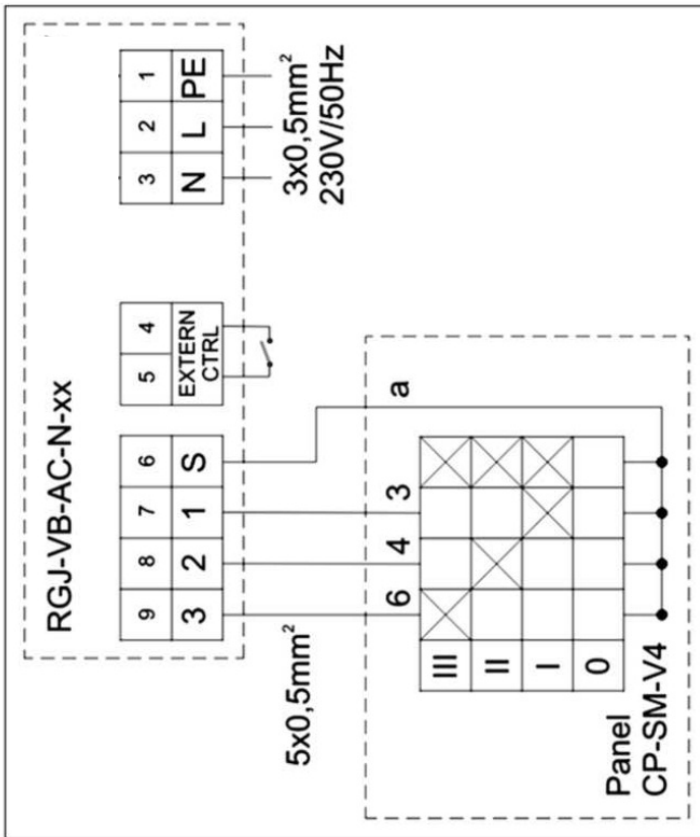 RGJ-VB-AC-N-xx
9 8 7 6 5 4 3 2 1
3 2 1 S
EXTERN
CTRL
N L PE
3x0,5mm²
230V/50Hz
5x0,5mm²
6 4 3 a
III
II
I
0
Panel
CP-SM-V4